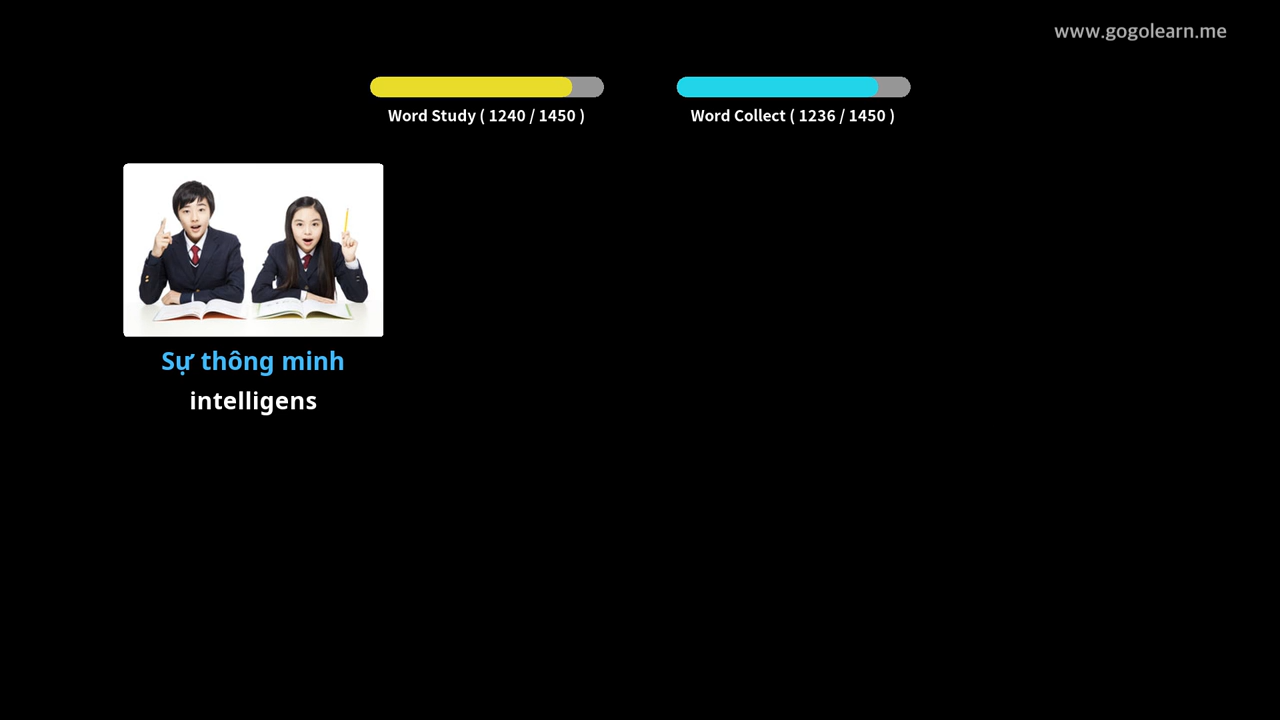 www.gogolearn.me
Word Study ( 1240 / 1450 )
Word Collect ( 1236 / 1450 )
Sự thông minh
intelligens